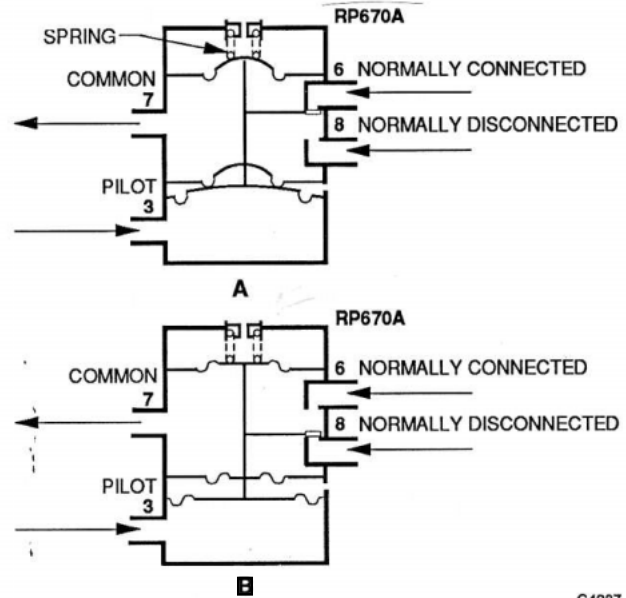 RP670A
SPRING
COMMON
7
6 NORMALLY CONNECTED
8 NORMALLY DISCONNECTED
PILOT
3
A
RP670A
COMMON
7
6 NORMALLY CONNECTED
8 NORMALLY DISCONNECTED
PILOT
3
B